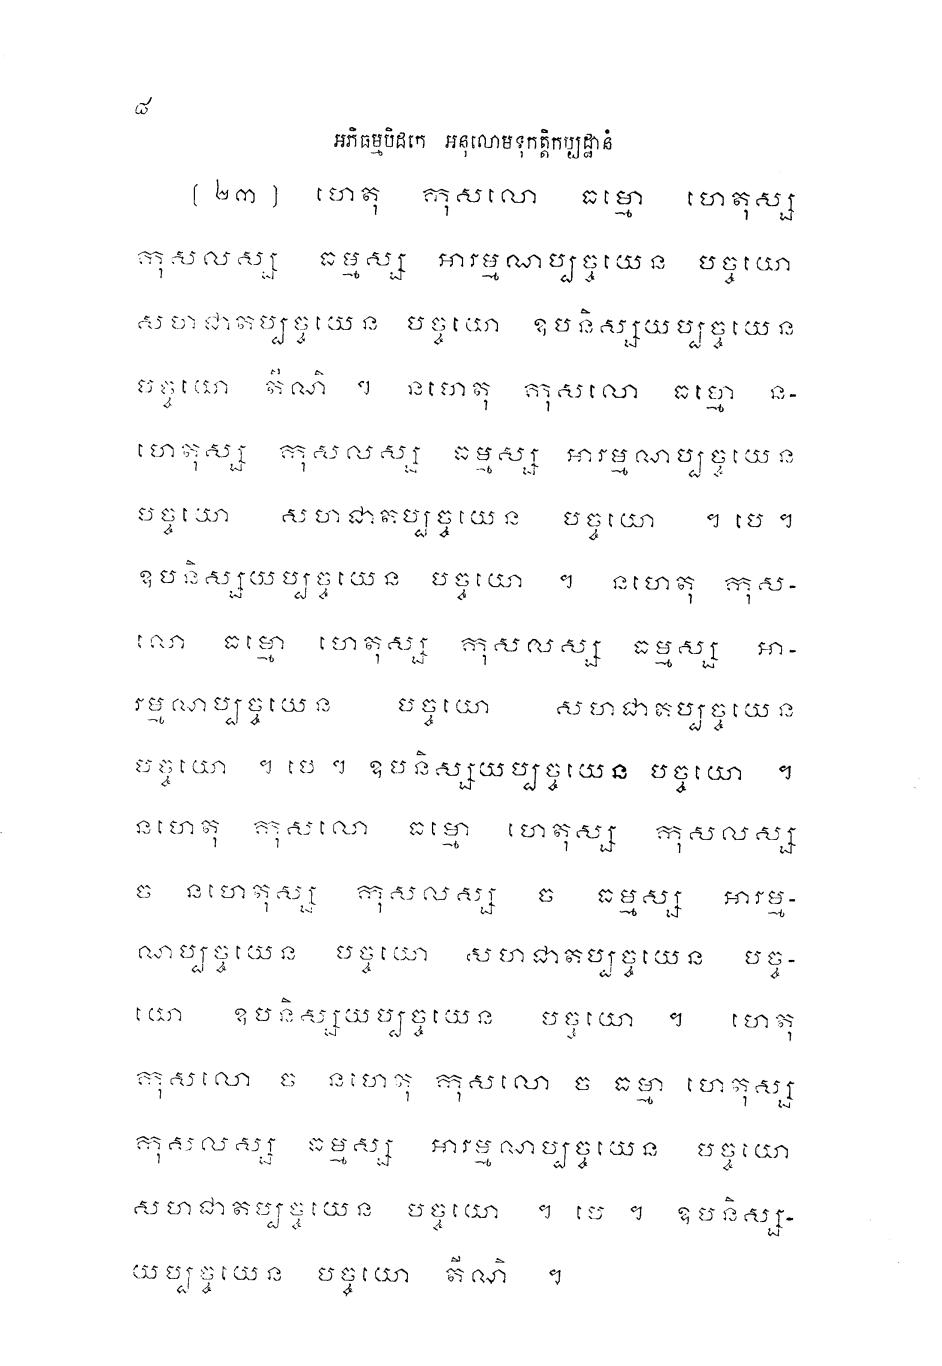 ៨
អភិធម្មបិដកេ អនុលោមទុកត្តិកប្បដ្ឋានំ
[ ២៣ ] ហេតុ កុសលោ ធម្មោ ហេតុស្ស
កុសលស្ស ធម្មស្ស អារម្មណប្បច្ចយេន បច្ចយោ
សហជាតប្បច្ចយេន បច្ចយោ ឧបនិស្សយប្បច្ចយេន
បច្ចយោ តីណិ ។ នហេតុ កុសលោ ធម្មោ ន-
ហេតុស្ស កុសលស្ស ធម្មស្ស អារម្មណប្បច្ចយេន
បច្ចយោ សហជាតប្បច្ចយេន បច្ចយោ ។ បេ ។
ឧបនិស្សយប្បច្ចយេន បច្ចយោ ។ នហេតុ កុស-
លោ ធម្មោ ហេតុស្ស កុសលស្ស ធម្មស្ស អា-
រម្មណប្បច្ចយេន បច្ចយោ សហជាតប្បច្ចយេន
បច្ចយោ ។ បេ ។ ឧបនិស្សយប្បច្ចយេន បច្ចយោ ។
នហេតុ កុសលោ ធម្មោ ហេតុស្ស កុសលស្ស
ច នហេតុស្ស កុសលស្ស ច ធម្មស្ស អារម្ម-
ណប្បច្ចយេន បច្ចយោ សហជាតប្បច្ចយេន បច្ច-
យោ ឧបនិស្សយប្បច្ចយេន បច្ចយោ ។ ហេតុ
កុសលោ ច នហេតុ កុសលោ ច ធម្មា ហេតុស្ស
កុសលស្ស ធម្មស្ស អារម្មណប្បច្ចយេន បច្ចយោ
សហជាតប្បច្ចយេន បច្ចយោ ។ បេ ។ ឧបនិស្ស-
យប្បច្ចយេន បច្ចយោ តីណិ ។